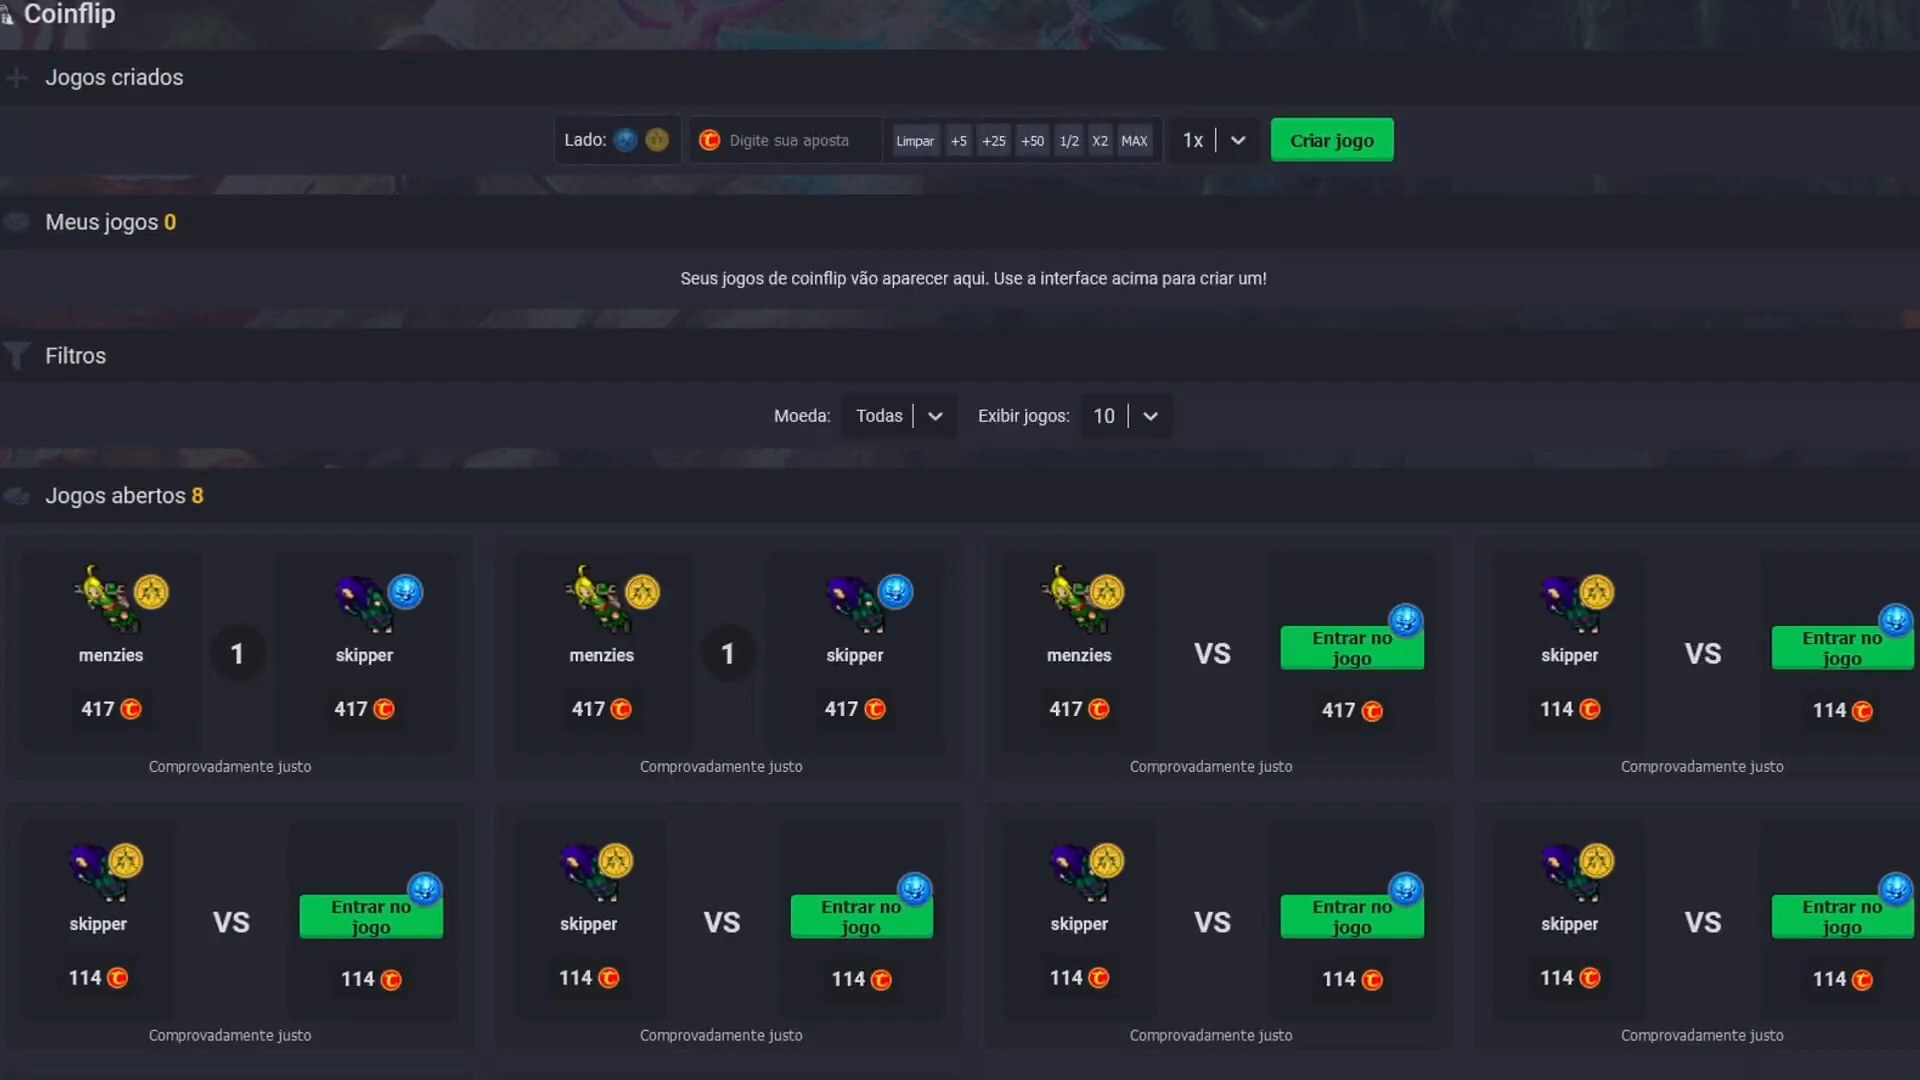 Coinflip
Jogos criados
Lado: Digite sua aposta Limpar +5 +25 +50 1/2 X2 MAX 1x Criar jogo
Meus jogos 0
Seus jogos de coinflip vão aparecer aqui. Use a interface acima para criar um!
Filtros
Moeda: Todas Exibir jogos: 10
Jogos abertos 8
menzies 1 skipper
417 417
Comprovadamente justo
menzies 1 skipper
417 417
Comprovadamente justo
menzies VS Entrar no
jogo
417 417
Comprovadamente justo
skipper VS Entrar no
jogo
114 114
Comprovadamente justo
skipper VS Entrar no
jogo
114 114
Comprovadamente justo
skipper VS Entrar no
jogo
114 114
Comprovadamente justo
skipper VS Entrar no
jogo
114 114
Comprovadamente justo
skipper VS Entrar no
jogo
114 114
Comprovadamente justo